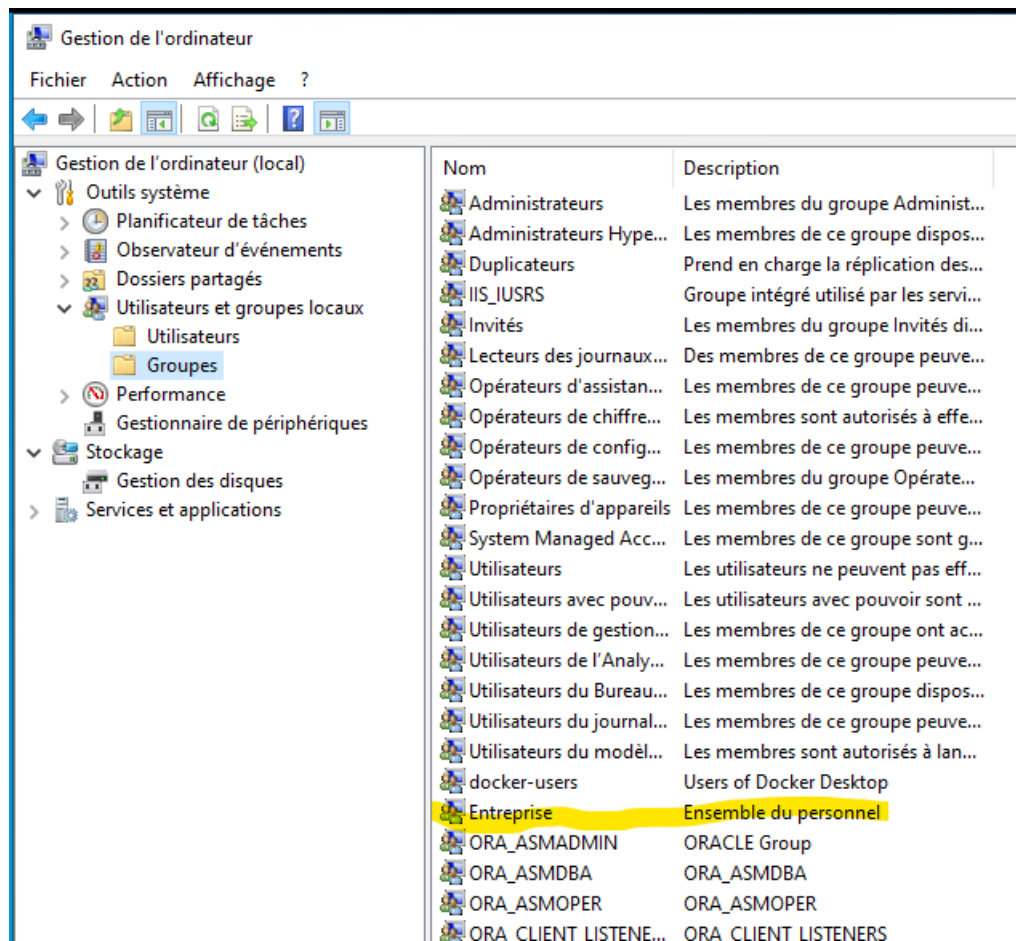 Gestion de l'ordinateur
Fichier Action Affichage ?
Gestion de l'ordinateur (local)
Outils système
Planificateur de tâches
Observateur d'événements
Dossiers partagés
Utilisateurs et groupes locaux
Utilisateurs
Groupes
Performance
Gestionnaire de périphériques
Stockage
Gestion des disques
Services et applications
Nom Description
Administrateurs Les membres du groupe Administ...
Administrateurs Hype... Les membres de ce groupe dispos...
Duplicateurs Prend en charge la réplication des...
IIS_IUSRS Groupe intégré utilisé par les servi...
Invités Les membres du groupe Invités di...
Lecteurs des journaux... Des membres de ce groupe peuve...
Opérateurs d'assistan... Les membres de ce groupe peuve...
Opérateurs de chiffre... Les membres sont autorisés à effe...
Opérateurs de config... Les membres de ce groupe peuve...
Opérateurs de sauveg... Les membres du groupe Opérate...
Propriétaires d'appareils Les membres de ce groupe peuve...
System Managed Acc... Les membres de ce groupe sont g...
Utilisateurs Les utilisateurs ne peuvent pas eff...
Utilisateurs avec pouv... Les utilisateurs avec pouvoir sont ...
Utilisateurs de gestion... Les membres de ce groupe ont ac...
Utilisateurs de l'Analy... Les membres de ce groupe peuve...
Utilisateurs du Bureau... Les membres de ce groupe dispos...
Utilisateurs du journal... Les membres de ce groupe peuve...
Utilisateurs du modèl... Les membres sont autorisés à lan...
docker-users Users of Docker Desktop
Entreprise Ensemble du personnel
ORA_ASMADMIN ORACLE Group
ORA_ASMDBA ORA_ASMDBA
ORA_ASMOPER ORA_ASMOPER
ORA_CLIENT_LISTENE... ORA_CLIENT_LISTENERS